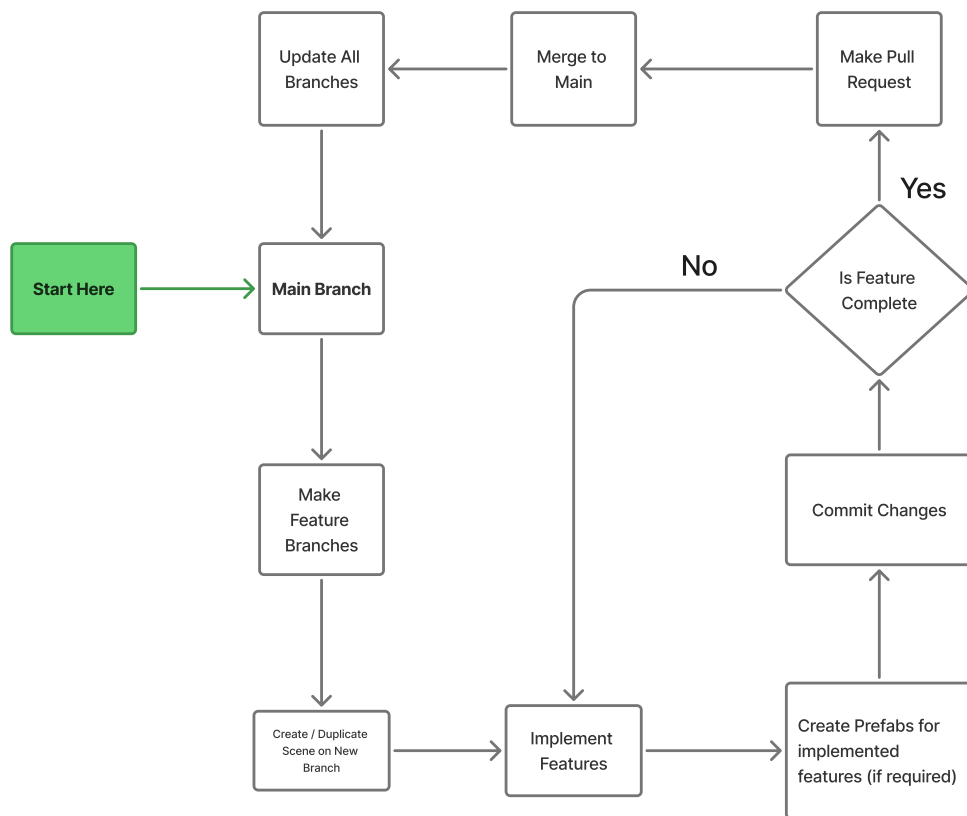 Update All
Branches
Merge to
Main
Make Pull
Request
Yes
No
Start Here
Main Branch
Is Feature
Complete
Make
Feature
Branches
Commit Changes
Create / Duplicate
Scene on New
Branch
Implement
Features
Create Prefabs for
implemented
features (if required)